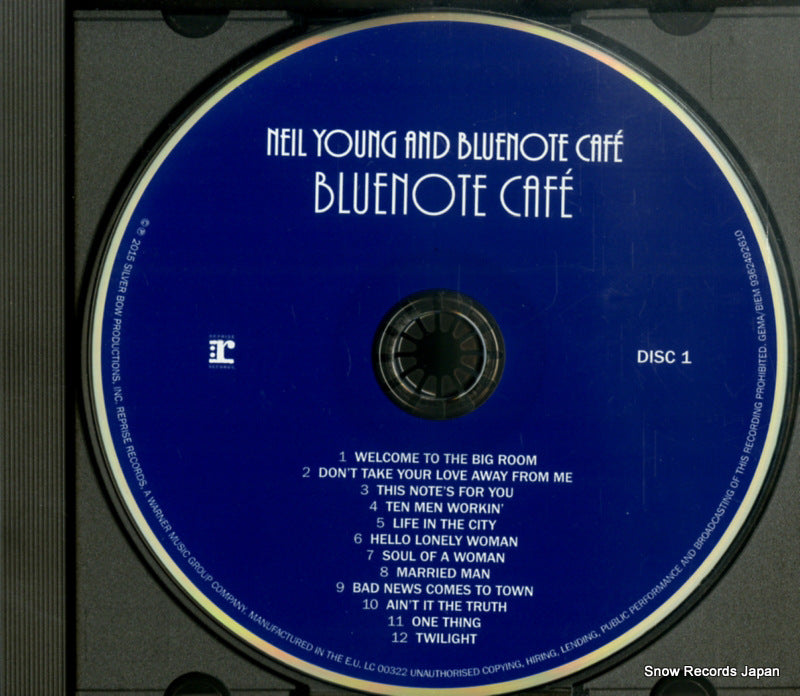 NEIL YOUNG AND BLUENOTE CAFÉ
BLUENOTE CAFÉ
REPRISE
r
RECORDS
DISC 1
1 WELCOME TO THE BIG ROOM
2 DON'T TAKE YOUR LOVE AWAY FROM ME
3 THIS NOTE'S FOR YOU
4 TEN MEN WORKIN'
5 LIFE IN THE CITY
6 HELLO LONELY WOMAN
7 SOUL OF A WOMAN
8 MARRIED MAN
9 BAD NEWS COMES TO TOWN
10 AIN'T IT THE TRUTH
11 ONE THING
12 TWILIGHT
© ℗ 2015 SILVER BOW PRODUCTIONS, INC. REPRISE RECORDS, A WARNER MUSIC GROUP COMPANY. MANUFACTURED IN THE E.U. LC 00322 UNAUTHORISED COPYING, HIRING, LENDING, PUBLIC PERFORMANCE AND BROADCASTING OF THIS RECORDING PROHIBITED. GEMA/BIEM 9362492610
Snow Records Japan